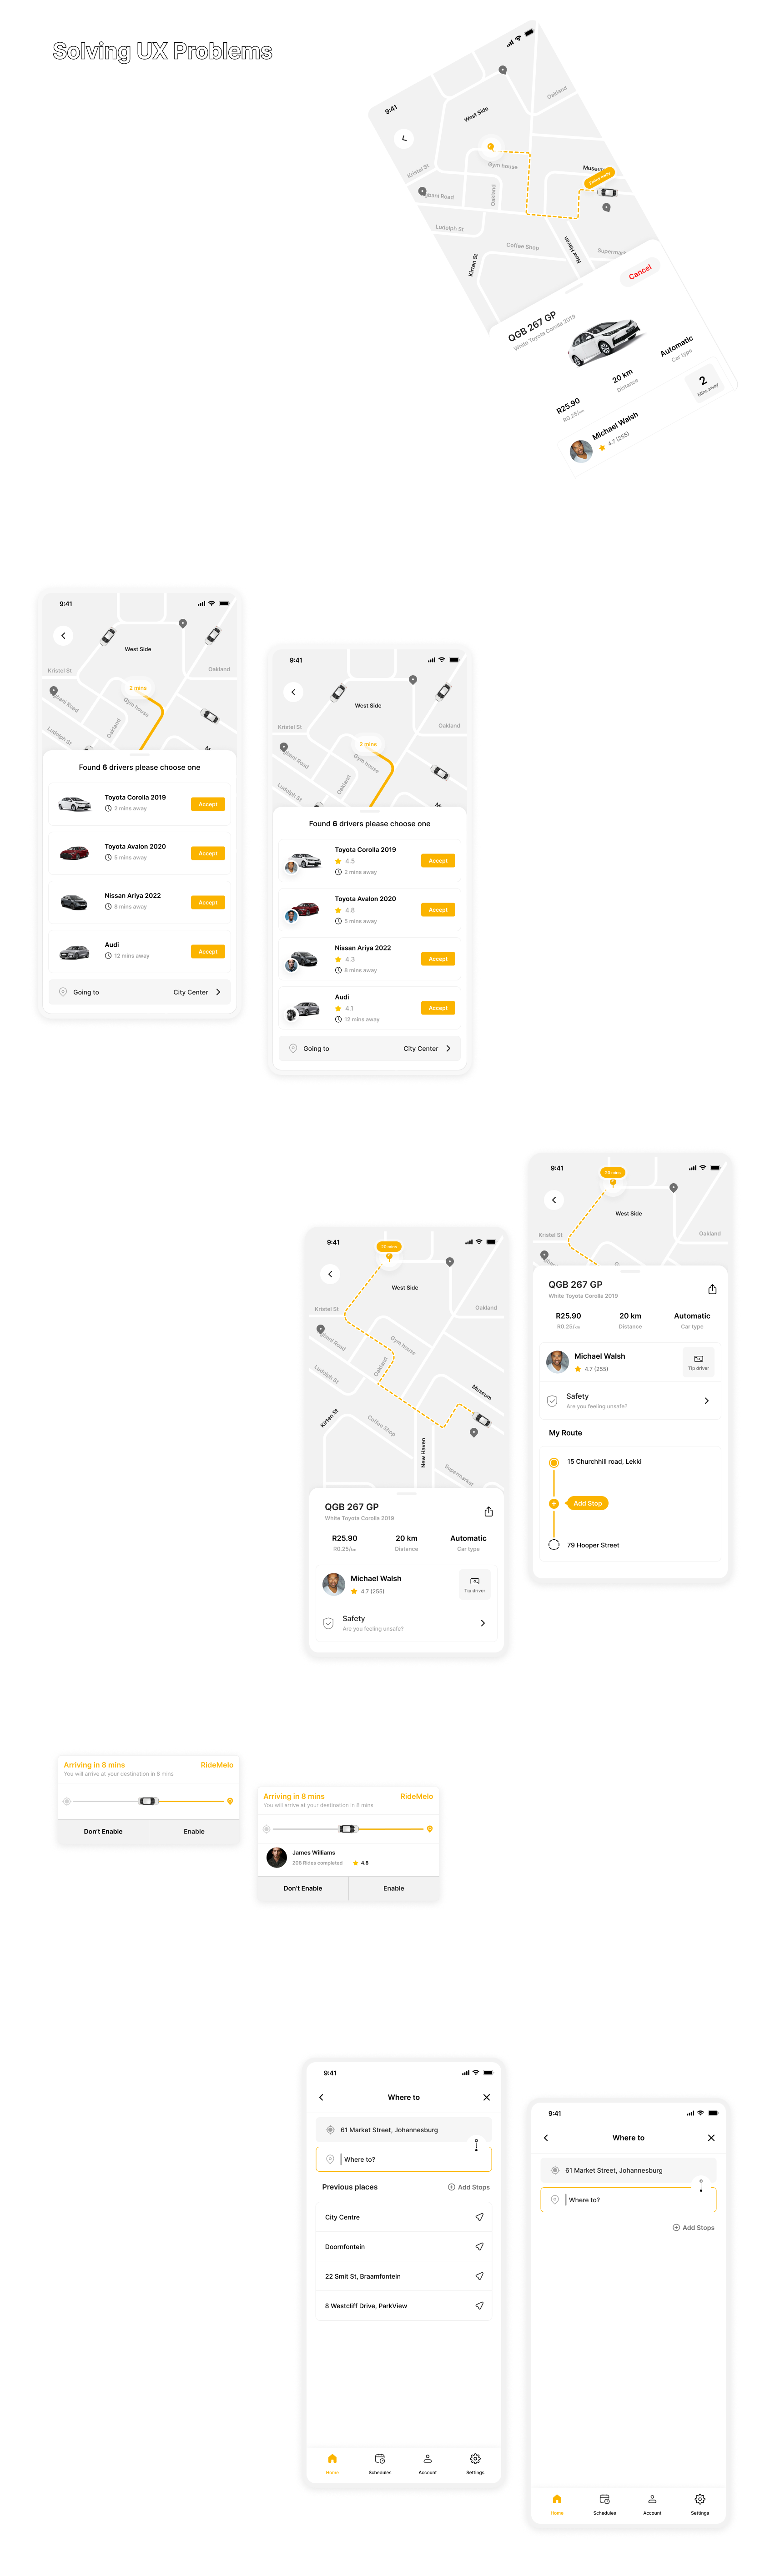 Solving UX Problems
9:41
West Side
Oakland
Kristel St
Gym house
Museum
Oakland
Ludolph St
Coffee Shop
New Haven
Kirten St
Cancel
QGB 267 GP
White Toyota Corolla 2019
R25.90
R0.25/km
20 km
Distance
Automatic
Car type
Michael Walsh
4.7 (255)
2
Mins away
9:41
West Side
Kristel St
Oakland
2 mins
Gym house
Oakland
Ludolph St
Found 6 drivers please choose one
Toyota Corolla 2019
2 mins away
Accept
Toyota Avalon 2020
5 mins away
Accept
Nissan Ariya 2022
8 mins away
Accept
Audi
12 mins away
Accept
Going to
City Center
9:41
West Side
Kristel St
Oakland
2 mins
Gym house
Oakland
Ludolph St
Found 6 drivers please choose one
Toyota Corolla 2019
4.5
2 mins away
Accept
Toyota Avalon 2020
4.8
5 mins away
Accept
Nissan Ariya 2022
4.3
8 mins away
Accept
Audi
4.1
12 mins away
Accept
Going to
City Center
9:41
West Side
Kristel St
Oakland
QGB 267 GP
White Toyota Corolla 2019
R25.90
R0.25/km
20 km
Distance
Automatic
Car type
Michael Walsh
4.7 (255)
Tip driver
Safety
Are you feeling unsafe?
My Route
15 Churchhill road, Lekki
Add Stop
79 Hooper Street
9:41
West Side
Kristel St
Oakland
Gym house
Oakland
Ludolph St
Museum
Kirten St
Coffee Shop
New Haven
Supermarket
QGB 267 GP
White Toyota Corolla 2019
R25.90
R0.25/km
20 km
Distance
Automatic
Car type
Michael Walsh
4.7 (255)
Tip driver
Safety
Are you feeling unsafe?
Arriving in 8 mins
RideMelo
You will arrive at your destination in 8 mins
Don't Enable
Enable
Arriving in 8 mins
RideMelo
You will arrive at your destination in 8 mins
James Williams
208 Rides completed
4.8
Don't Enable
Enable
9:41
Where to
61 Market Street, Johannesburg
Where to?
Previous places
Add Stops
City Centre
Doornfontein
22 Smit St, Braamfontein
8 Westcliff Drive, ParkView
Home
Schedules
Account
Settings
9:41
Where to
61 Market Street, Johannesburg
Where to?
Add Stops
Home
Schedules
Account
Settings